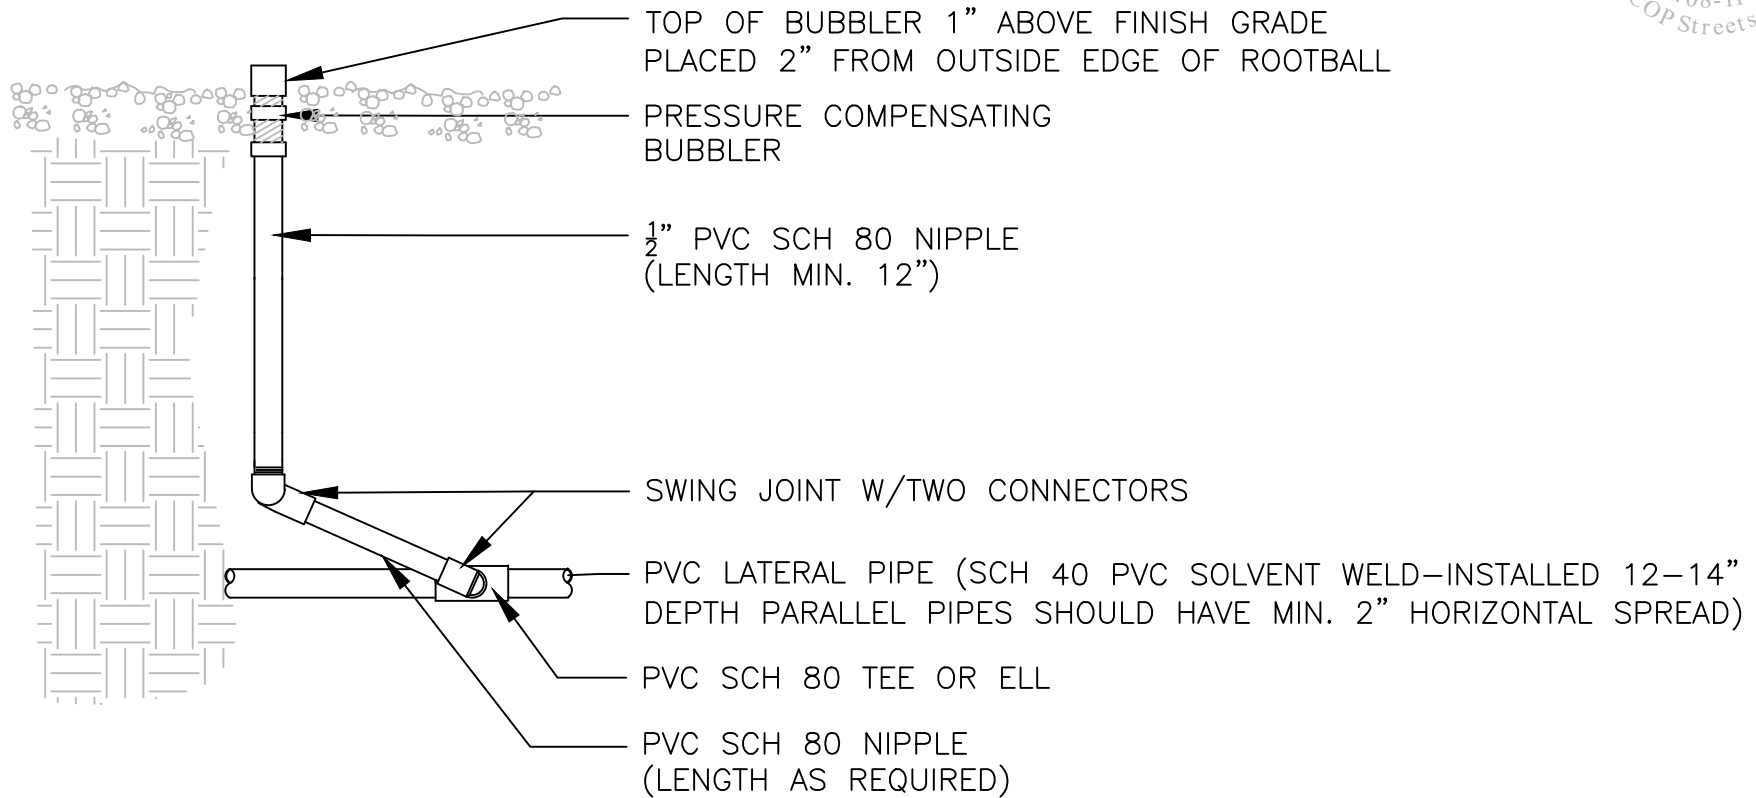 TOP OF BUBBLER 1” ABOVE FINISH GRADE
PLACED 2” FROM OUTSIDE EDGE OF ROOTBALL
PRESSURE COMPENSATING
BUBBLER
½” PVC SCH 80 NIPPLE
(LENGTH MIN. 12”)
SWING JOINT W/TWO CONNECTORS
PVC LATERAL PIPE (SCH 40 PVC SOLVENT WELD–INSTALLED 12–14”
DEPTH PARALLEL PIPES SHOULD HAVE MIN. 2” HORIZONTAL SPREAD)
PVC SCH 80 TEE OR ELL
PVC SCH 80 NIPPLE
(LENGTH AS REQUIRED)
COP Streets